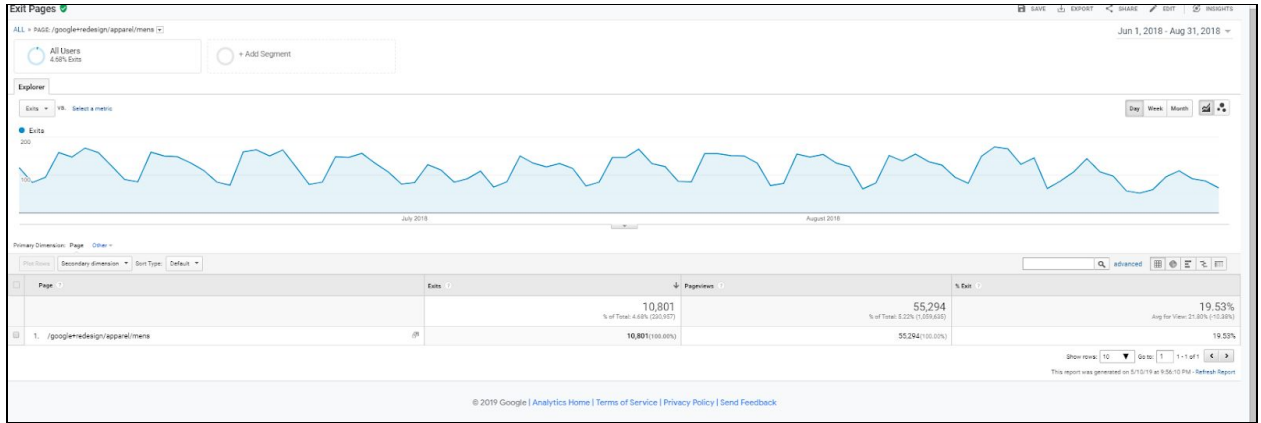 Exit Pages
SAVE EXPORT SHARE EDIT INSIGHTS
ALL » PAGE: /google+redesign/apparel/mens
Jun 1, 2018 - Aug 31, 2018
All Users
4.68% Exits
+ Add Segment
Explorer
Exits VS. Select a metric
Day Week Month
Exits
200
100
July 2018
August 2018
Primary Dimension: Page Other
Plot Rows Secondary dimension Sort Type: Default
advanced
Page Exits Pageviews % Exit
10,801 55,294 19.53%
% of Total: 4.68% (230,957) % of Total: 5.22% (1,059,635) Avg for View: 21.80% (-10.38%)
1. /google+redesign/apparel/mens 10,801(100.00%) 55,294(100.00%) 19.53%
Show rows: 10 Go to: 1 1 - 1 of 1
This report was generated on 5/10/19 at 9:56:10 PM - Refresh Report
© 2019 Google | Analytics Home | Terms of Service | Privacy Policy | Send Feedback